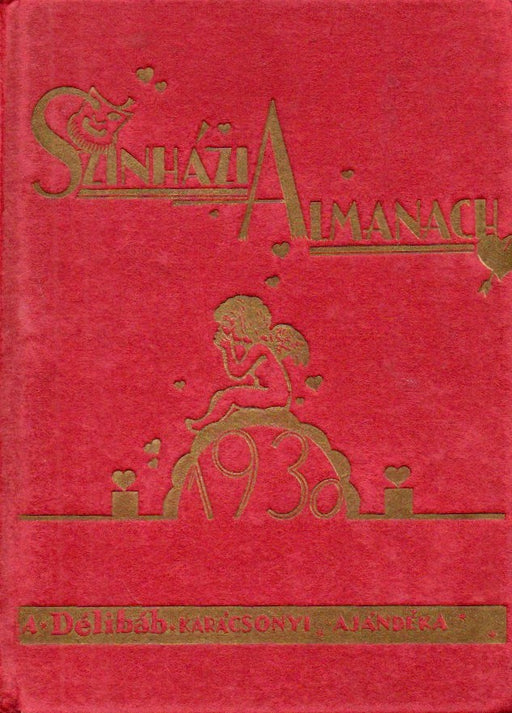 SZINHÁZI
ALMANACH
1930
A • Délibáb • KARÁCSONYI AJÁNDÉKA